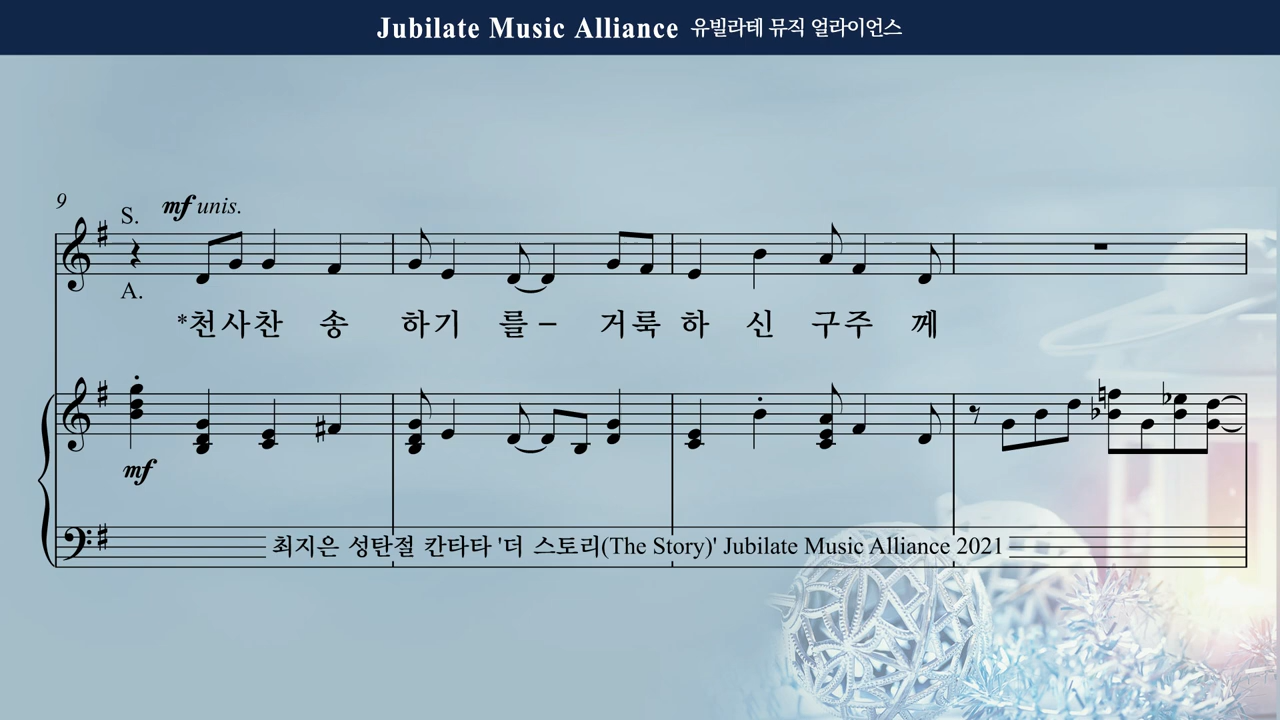 Jubilate Music Alliance 유빌라테 뮤직 얼라이언스
9
S. mf unis.
A.
*천사찬 송 하기 를– 거룩 하 신 구주 께
mf
최지은 성탄절 칸타타 '더 스토리(The Story)' Jubilate Music Alliance 2021